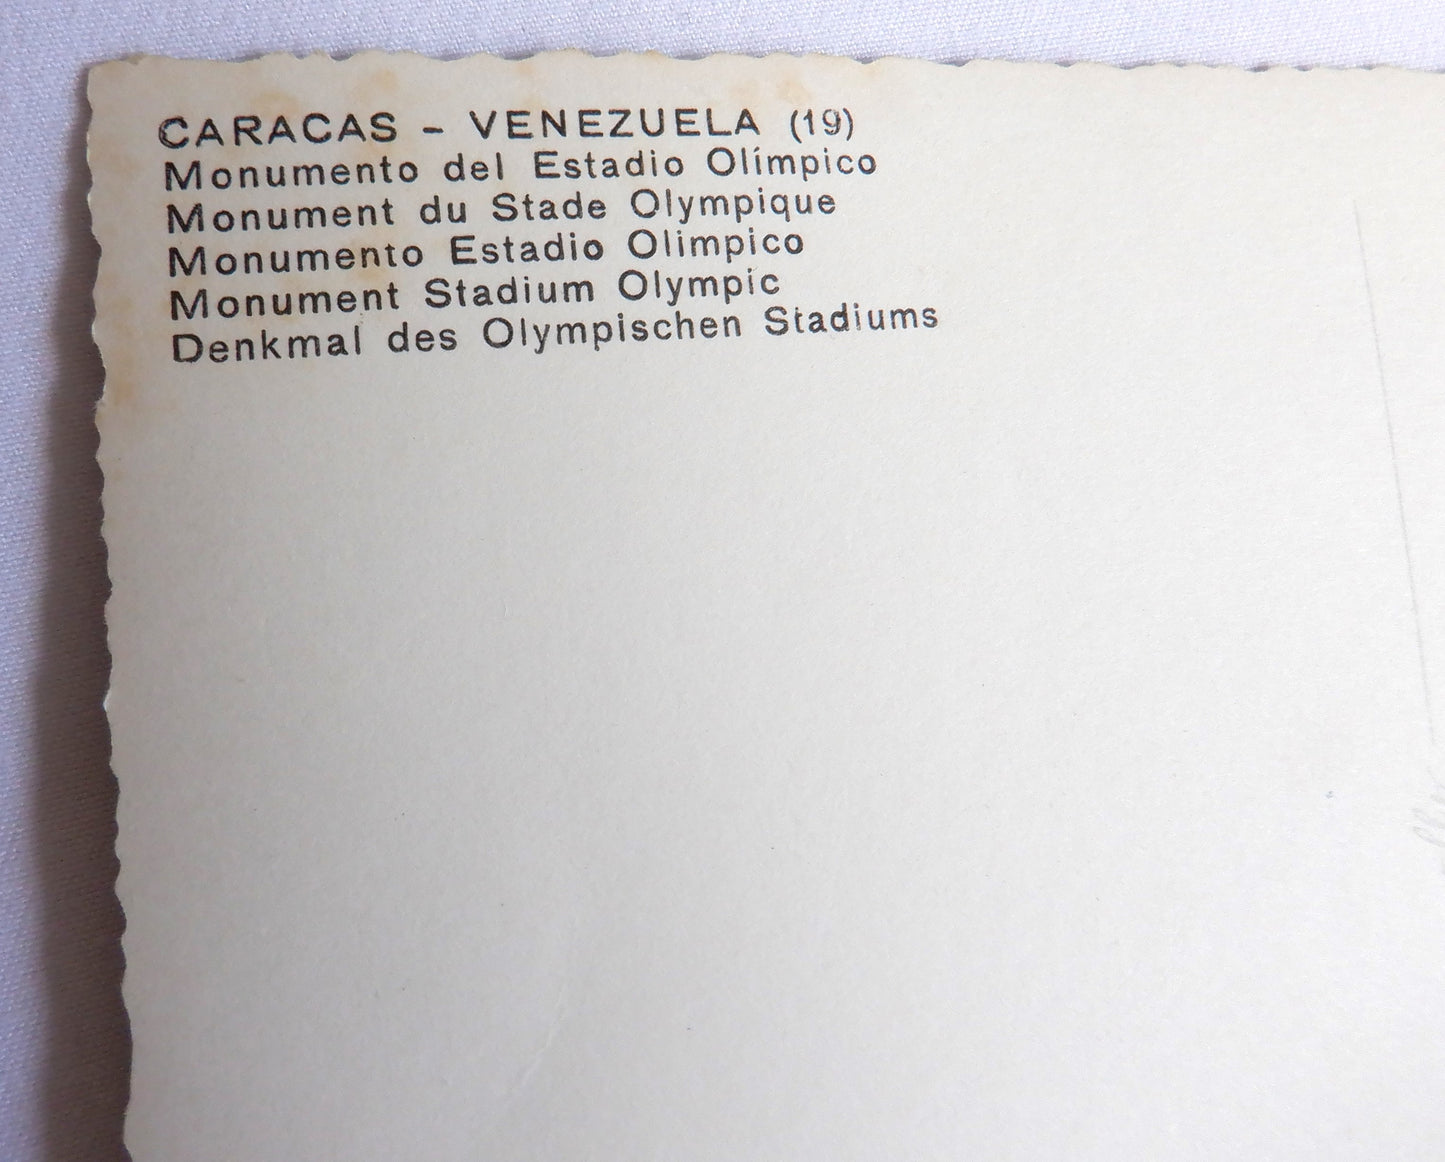 CARACAS - VENEZUELA (19)
Monumento del Estadio Olímpico
Monument du Stade Olympique
Monumento Estadio Olimpico
Monument Stadium Olympic
Denkmal des Olympischen Stadiums